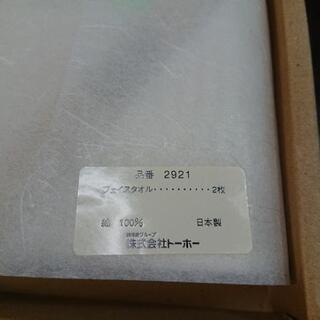 品番 2921
フェイスタオル・・・・・・・・・・2枚
綿 100% 日本製
株式会社トーホー